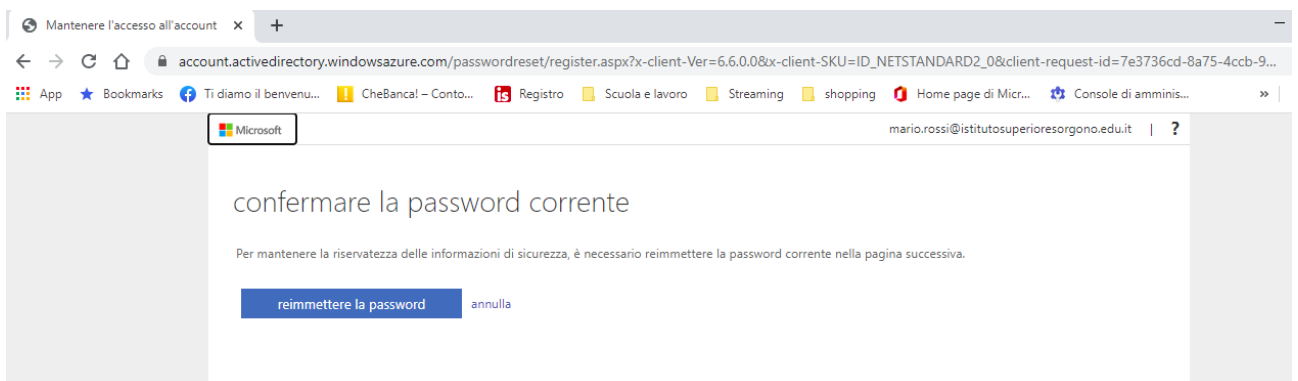 Mantenere l'accesso all'account
account.activedirectory.windowsazure.com/passwordreset/register.aspx?x-client-Ver=6.6.0.0&x-client-SKU=ID_NETSTANDARD2_0&client-request-id=7e3736cd-8a75-4ccb-9...
App Bookmarks Ti diamo il benvenu... CheBanca! – Conto... is Registro Scuola e lavoro Streaming shopping Home page di Micr... Console di amminis... »
Microsoft mario.rossi@istitutosuperioresorgono.edu.it | ?
confermare la password corrente
Per mantenere la riservatezza delle informazioni di sicurezza, è necessario reimmettere la password corrente nella pagina successiva.
reimmettere la password annulla